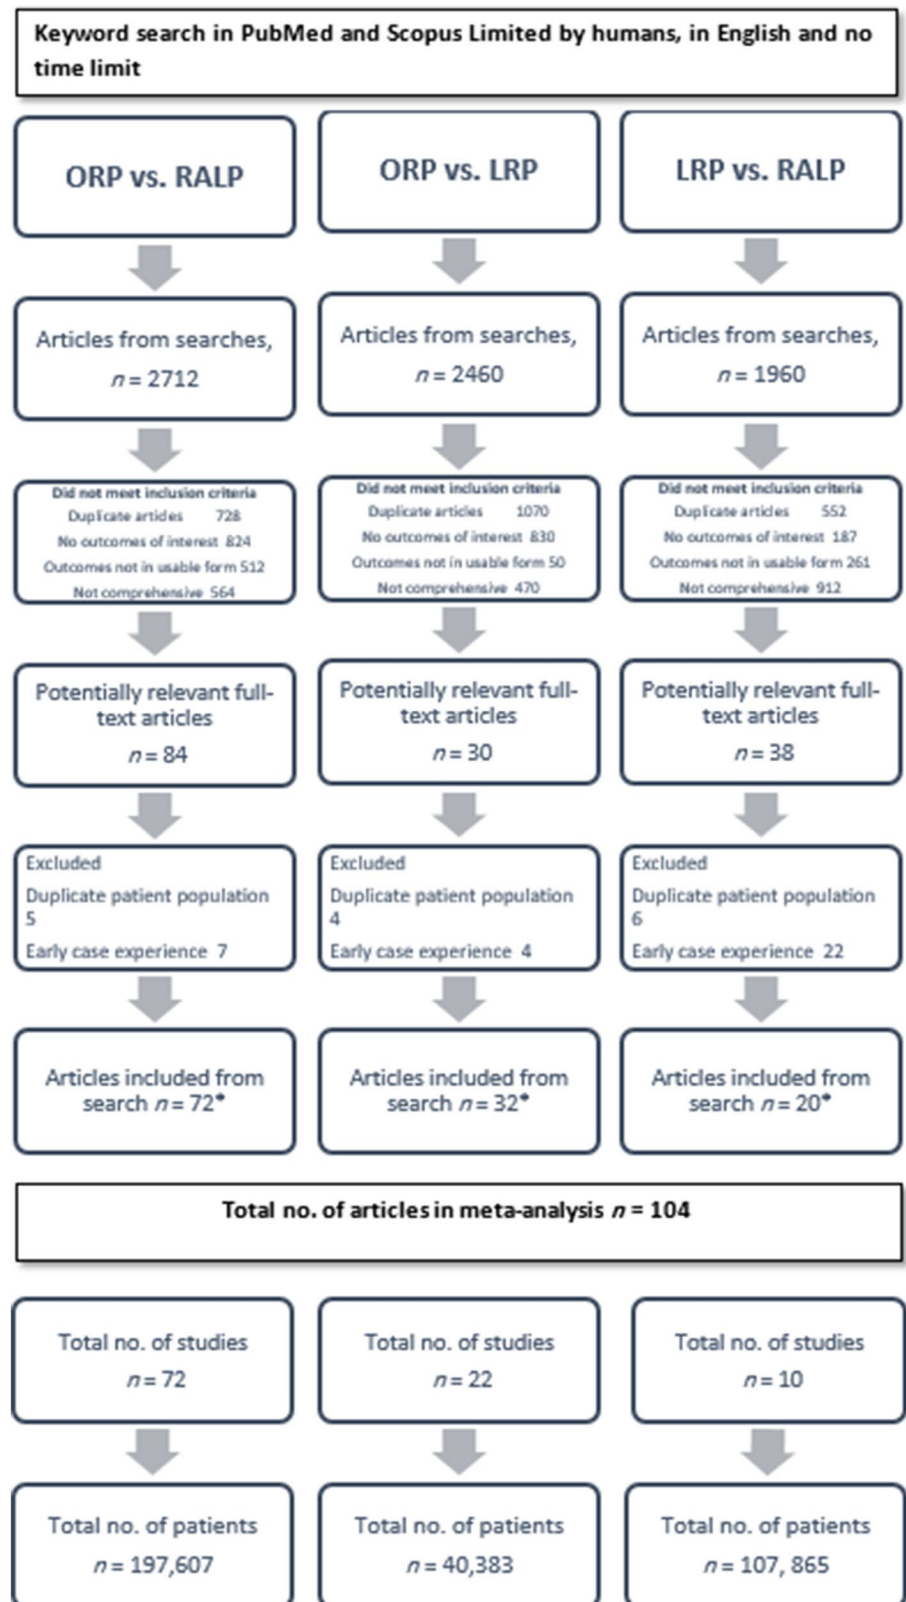 Keyword search in PubMed and Scopus Limited by humans, in English and no
time limit
ORP vs. RALP
ORP vs. LRP
LRP vs. RALP
Articles from searches,
n = 2712
Articles from searches,
n = 2460
Articles from searches,
n = 1960
Did not meet inclusion criteria
Duplicate articles 728
No outcomes of interest 824
Outcomes not in usable form 512
Not comprehensive 564
Did not meet inclusion criteria
Duplicate articles 1070
No outcomes of interest 830
Outcomes not in usable form 50
Not comprehensive 470
Did not meet inclusion criteria
Duplicate articles 552
No outcomes of interest 187
Outcomes not in usable form 261
Not comprehensive 912
Potentially relevant full-
text articles
n = 84
Potentially relevant full-
text articles
n = 30
Potentially relevant full-
text articles
n = 38
Excluded
Duplicate patient population
5
Early case experience 7
Excluded
Duplicate patient population
4
Early case experience 4
Excluded
Duplicate patient population
6
Early case experience 22
Articles included from
search n = 72*
Articles included from
search n = 32*
Articles included from
search n = 20*
Total no. of articles in meta-analysis n = 104
Total no. of studies
n = 72
Total no. of studies
n = 22
Total no. of studies
n = 10
Total no. of patients
n = 197,607
Total no. of patients
n = 40,383
Total no. of patients
n = 107, 865